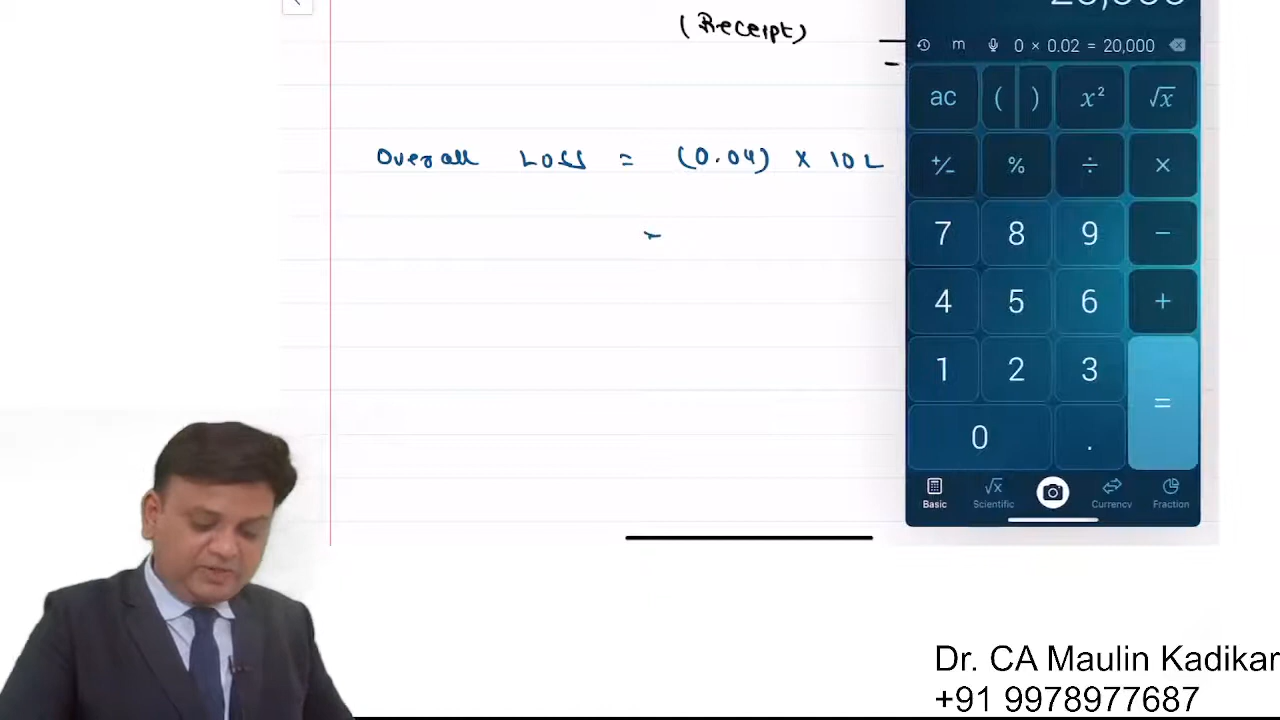 (Receipt)
Overall Loss = (0.04) × 10 L
=
m 0 × 0.02 = 20,000
ac ( ) x² √x
+/− % ÷ ×
7 8 9 −
4 5 6 +
1 2 3 =
0 .
√x
Basic Scientific Currency Fraction
Dr. CA Maulin Kadikar
+91 9978977687